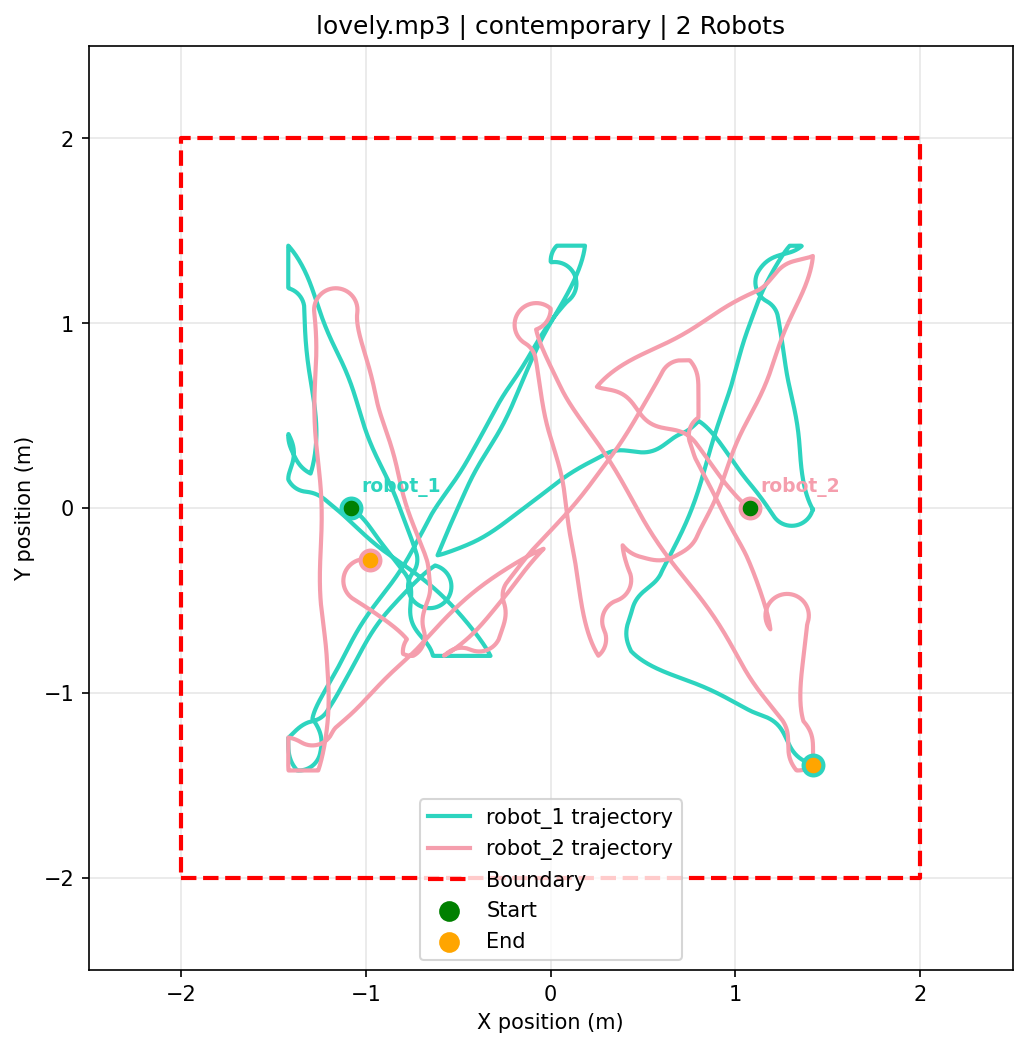 lovely.mp3 | contemporary | 2 Robots
Y position (m)
2
1
0
−1
−2
robot_1
robot_2
robot_1 trajectory
robot_2 trajectory
Boundary
Start
End
−2
−1
0
1
2
X position (m)